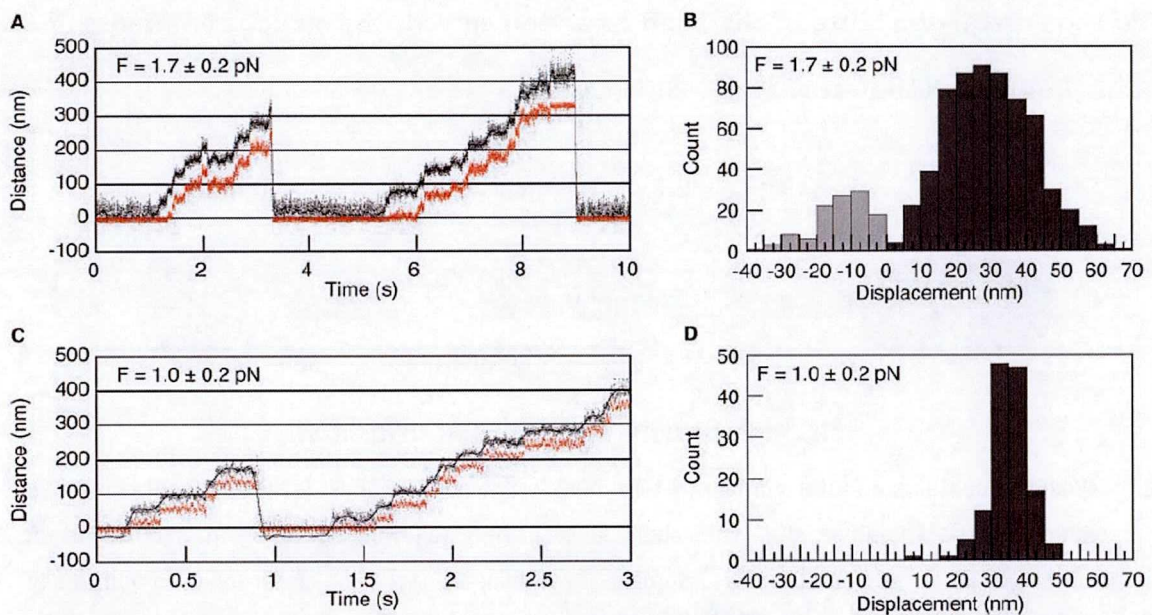 A
500
400
300
200
100
0
-100
F = 1.7 ± 0.2 pN
Distance (nm)
0 2 4 6 8 10
Time (s)
B
100
80
60
40
20
0
F = 1.7 ± 0.2 pN
Count
-40 -30 -20 -10 0 10 20 30 40 50 60 70
Displacement (nm)
C
500
400
300
200
100
0
-100
F = 1.0 ± 0.2 pN
Distance (nm)
0 0.5 1 1.5 2 2.5 3
Time (s)
D
50
40
30
20
10
0
F = 1.0 ± 0.2 pN
Count
-40 -30 -20 -10 0 10 20 30 40 50 60 70
Displacement (nm)